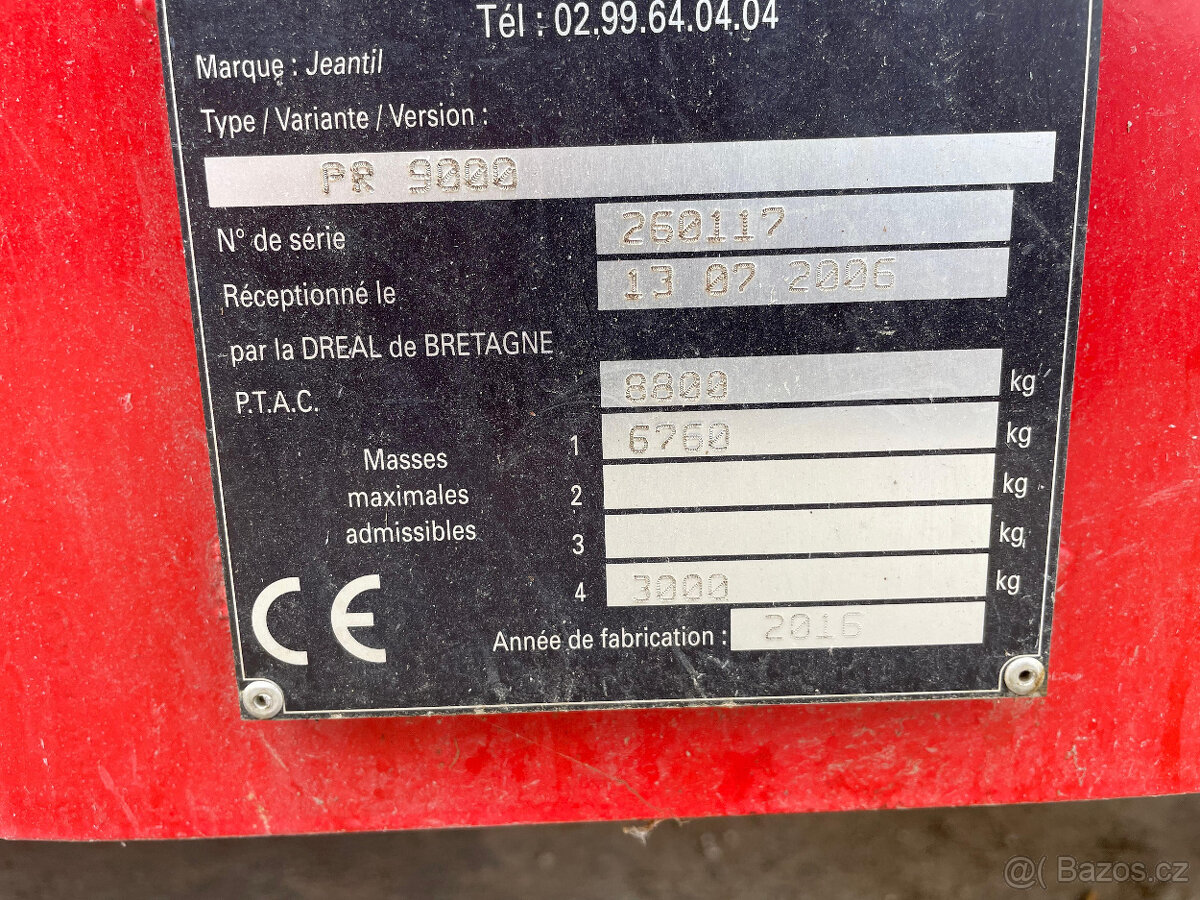 Tél : 02.99.64.04.04
Marque : Jeantil
Type / Variante / Version :
PR 9000
N° de série 260117
Réceptionné le 13 07 2006
par la DREAL de BRETAGNE
P.T.A.C. 8800 kg
Masses maximales admissibles
1 6760 kg
2 kg
3 kg
4 3000 kg
CE
Année de fabrication : 2016
@( Bazos.cz